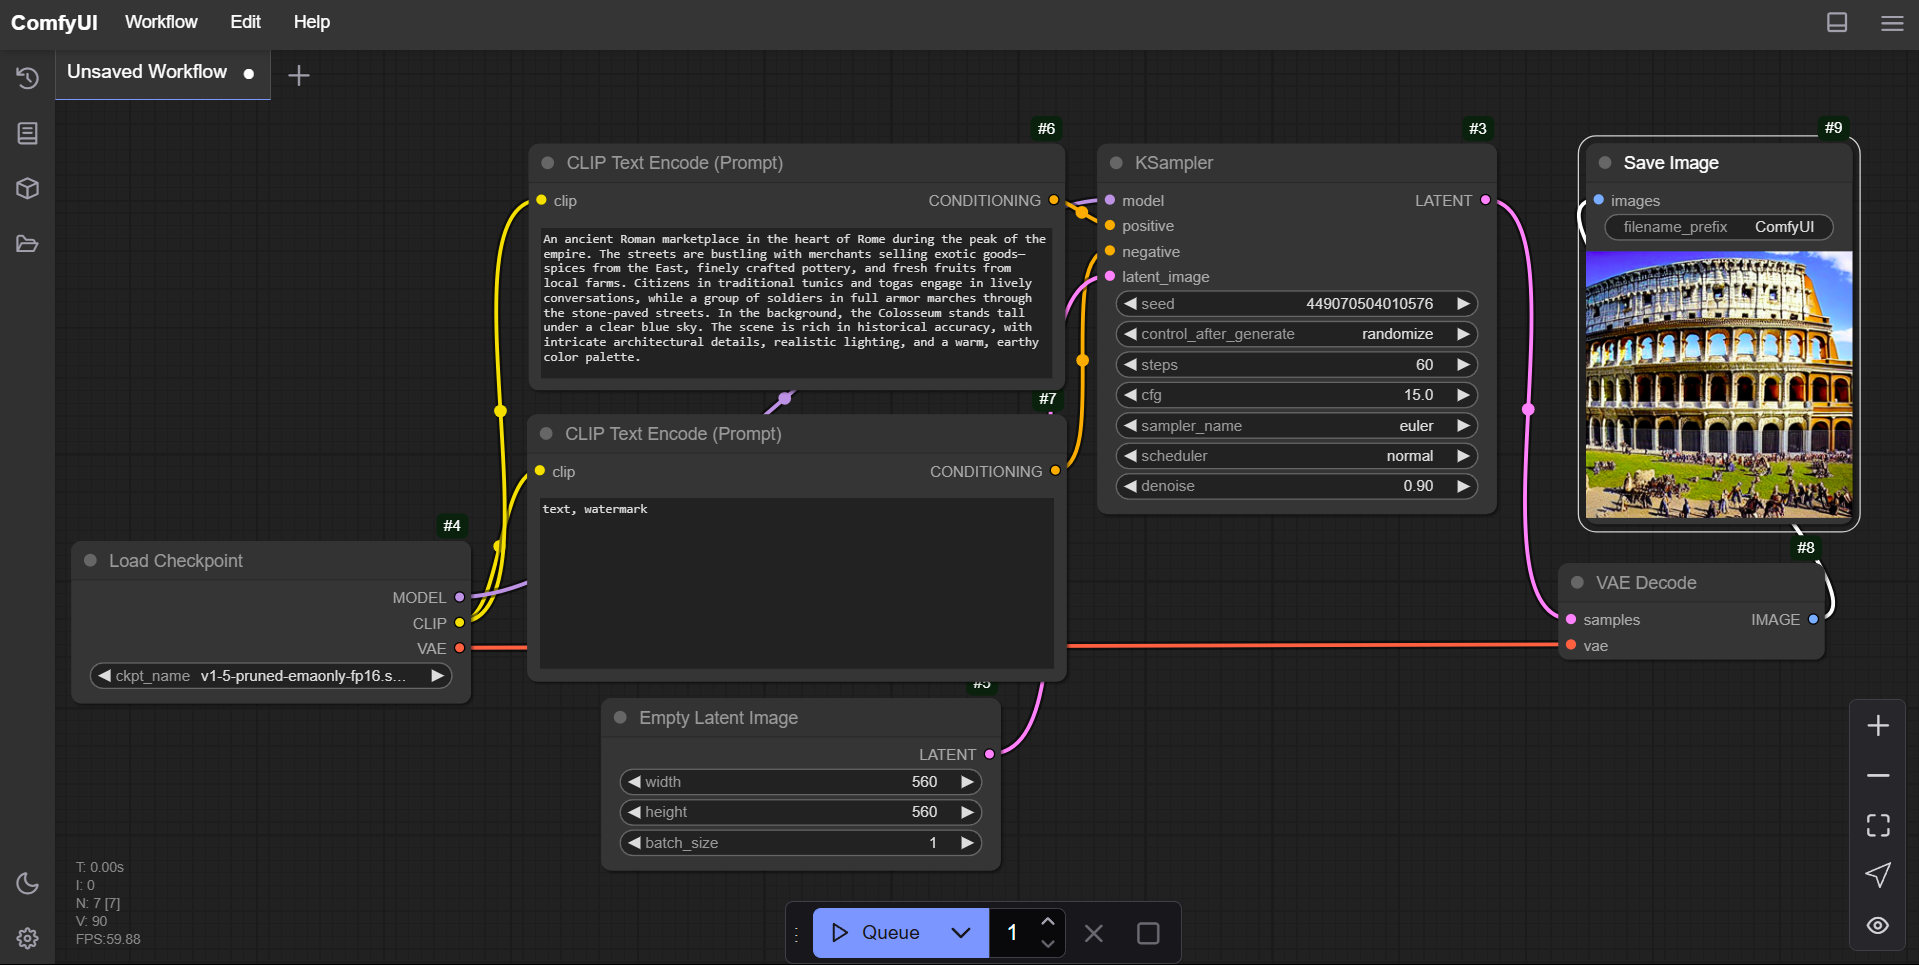 ComfyUI Workflow Edit Help
Unsaved Workflow
#6
CLIP Text Encode (Prompt)
clip CONDITIONING
An ancient Roman marketplace in the heart of Rome during the peak of the
empire. The streets are bustling with merchants selling exotic goods—
spices from the East, finely crafted pottery, and fresh fruits from
local farms. Citizens in traditional tunics and togas engage in lively
conversations, while a group of soldiers in full armor marches through
the stone-paved streets. In the background, the Colosseum stands tall
under a clear blue sky. The scene is rich in historical accuracy, with
intricate architectural details, realistic lighting, and a warm, earthy
color palette.
#7
CLIP Text Encode (Prompt)
clip CONDITIONING
text, watermark
#4
Load Checkpoint
MODEL
CLIP
VAE
ckpt_name v1-5-pruned-emaonly-fp16.s...
#5
Empty Latent Image
LATENT
width 560
height 560
batch_size 1
#3
KSampler
model LATENT
positive
negative
latent_image
seed 449070504010576
control_after_generate randomize
steps 60
cfg 15.0
sampler_name euler
scheduler normal
denoise 0.90
#9
Save Image
images
filename_prefix ComfyUI
#8
VAE Decode
samples IMAGE
vae
T: 0.00s
I: 0
N: 7 [7]
V: 90
FPS:59.88
Queue 1